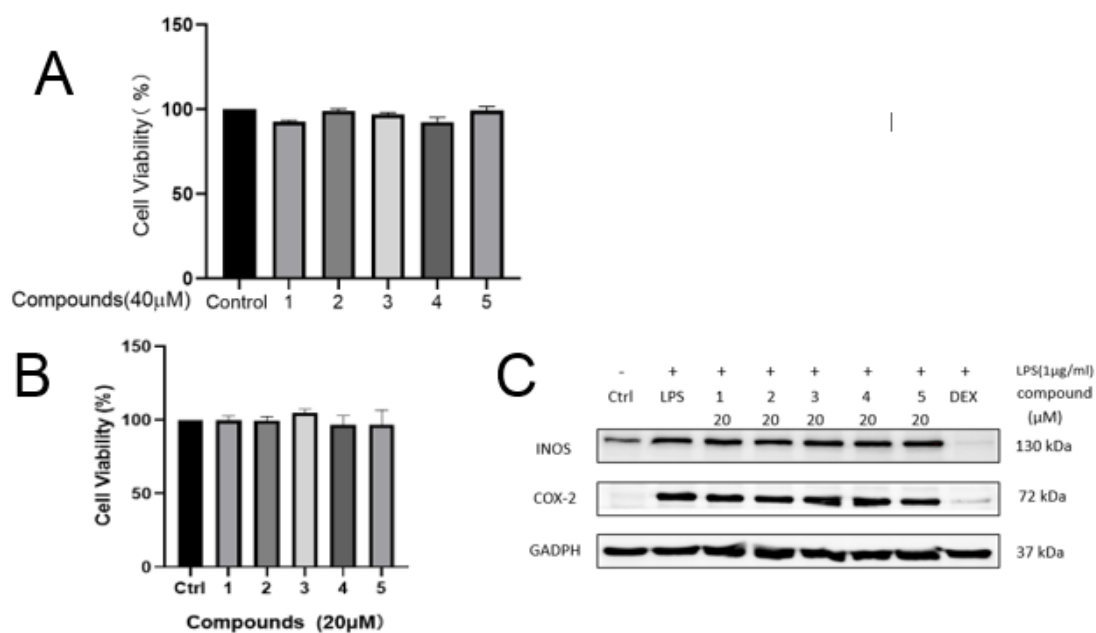 A
150
100
50
0
Cell Viability ( %)
Compounds(40μM) Control 1 2 3 4 5
B
150
100
50
0
Cell Viability (%)
Ctrl 1 2 3 4 5
Compounds (20μM)
C
- + + + + + + + LPS(1μg/ml)
Ctrl LPS 1 2 3 4 5 DEX compound
20 20 20 20 20 (μM)
INOS 130 kDa
COX-2 72 kDa
GADPH 37 kDa